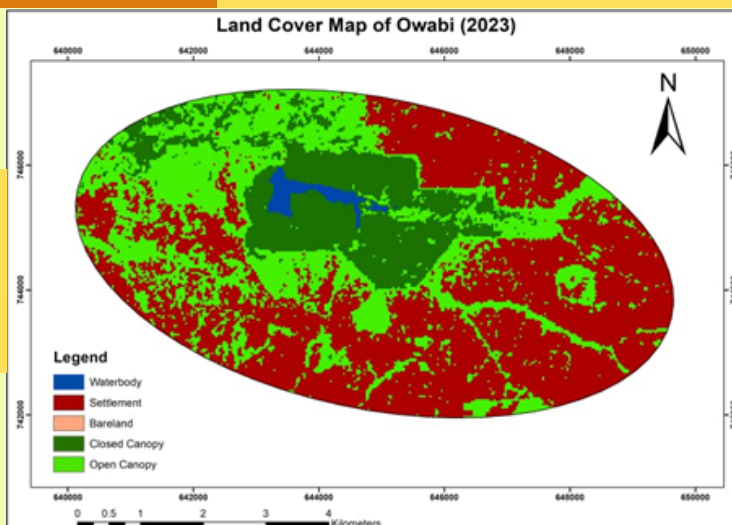 Land Cover Map of Owabi (2023)
640000 642000 644000 646000 648000 650000
N
748000
744000
742000
Legend
Waterbody
Settlement
Bareland
Closed Canopy
Open Canopy
640000 642000 644000 646000 648000 650000
0 0.5 1 2 3 4
Kilometers